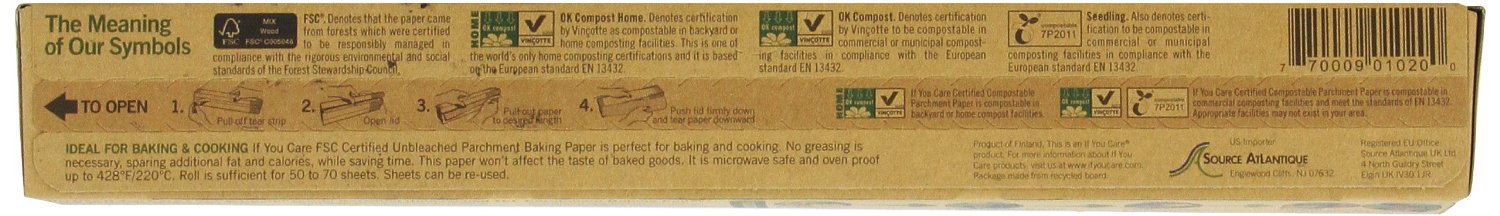 The Meaning
of Our Symbols
MIX
Wood
FSC FSC® C005046
FSC®. Denotes that the paper came
from forests which were certified
to be responsibly managed in
compliance with the rigorous environmental and social
standards of the Forest Stewardship Council.
HOME
OK compost
VINÇOTTE
OK Compost Home. Denotes certification
by Vinçotte as compostable in backyard or
home composting facilities. This is one of
the world's only home composting certifications and it is based
on the European standard EN 13432.
OK compost
VINÇOTTE
OK Compost. Denotes certification
by Vinçotte to be compostable in
commercial or municipal compost-
ing facilities in compliance with the European
standard EN 13432.
compostable
7P2011
Seedling. Also denotes certi-
fication to be compostable in
commercial or municipal
composting facilities in compliance with the
European standard EN 13432.
7 70009 01020 0
TO OPEN
1.
Pull off tear strip
2.
Open lid
3.
Pull out paper
to desired length
4.
Push lid firmly down
and tear paper downward
HOME
OK compost
VINÇOTTE
If You Care Certified Compostable
Parchment Paper is compostable in
backyard or home compost facilities.
OK compost
VINÇOTTE
compostable
7P2011
If You Care Certified Compostable Parchment Paper is compostable in
commercial composting facilities and meet the standards of EN 13432.
Appropriate facilities may not exist in your area.
IDEAL FOR BAKING & COOKING If You Care FSC Certified Unbleached Parchment Baking Paper is perfect for baking and cooking. No greasing is
necessary, sparing additional fat and calories, while saving time. This paper won't affect the taste of baked goods. It is microwave safe and oven proof
up to 428°F/220°C. Roll is sufficient for 50 to 70 sheets. Sheets can be re-used.
Product of Finland. This is an If You Care®
product. For more information about If You
Care products, visit us at www.ifyoucare.com.
Package made from recycled board.
US Importer
SOURCE ATLANTIQUE
Englewood Cliffs, NJ 07632
Registered EU Office:
Source Atlantique UK Ltd.
4 North Guildry Street
Elgin UK IV30 1JR